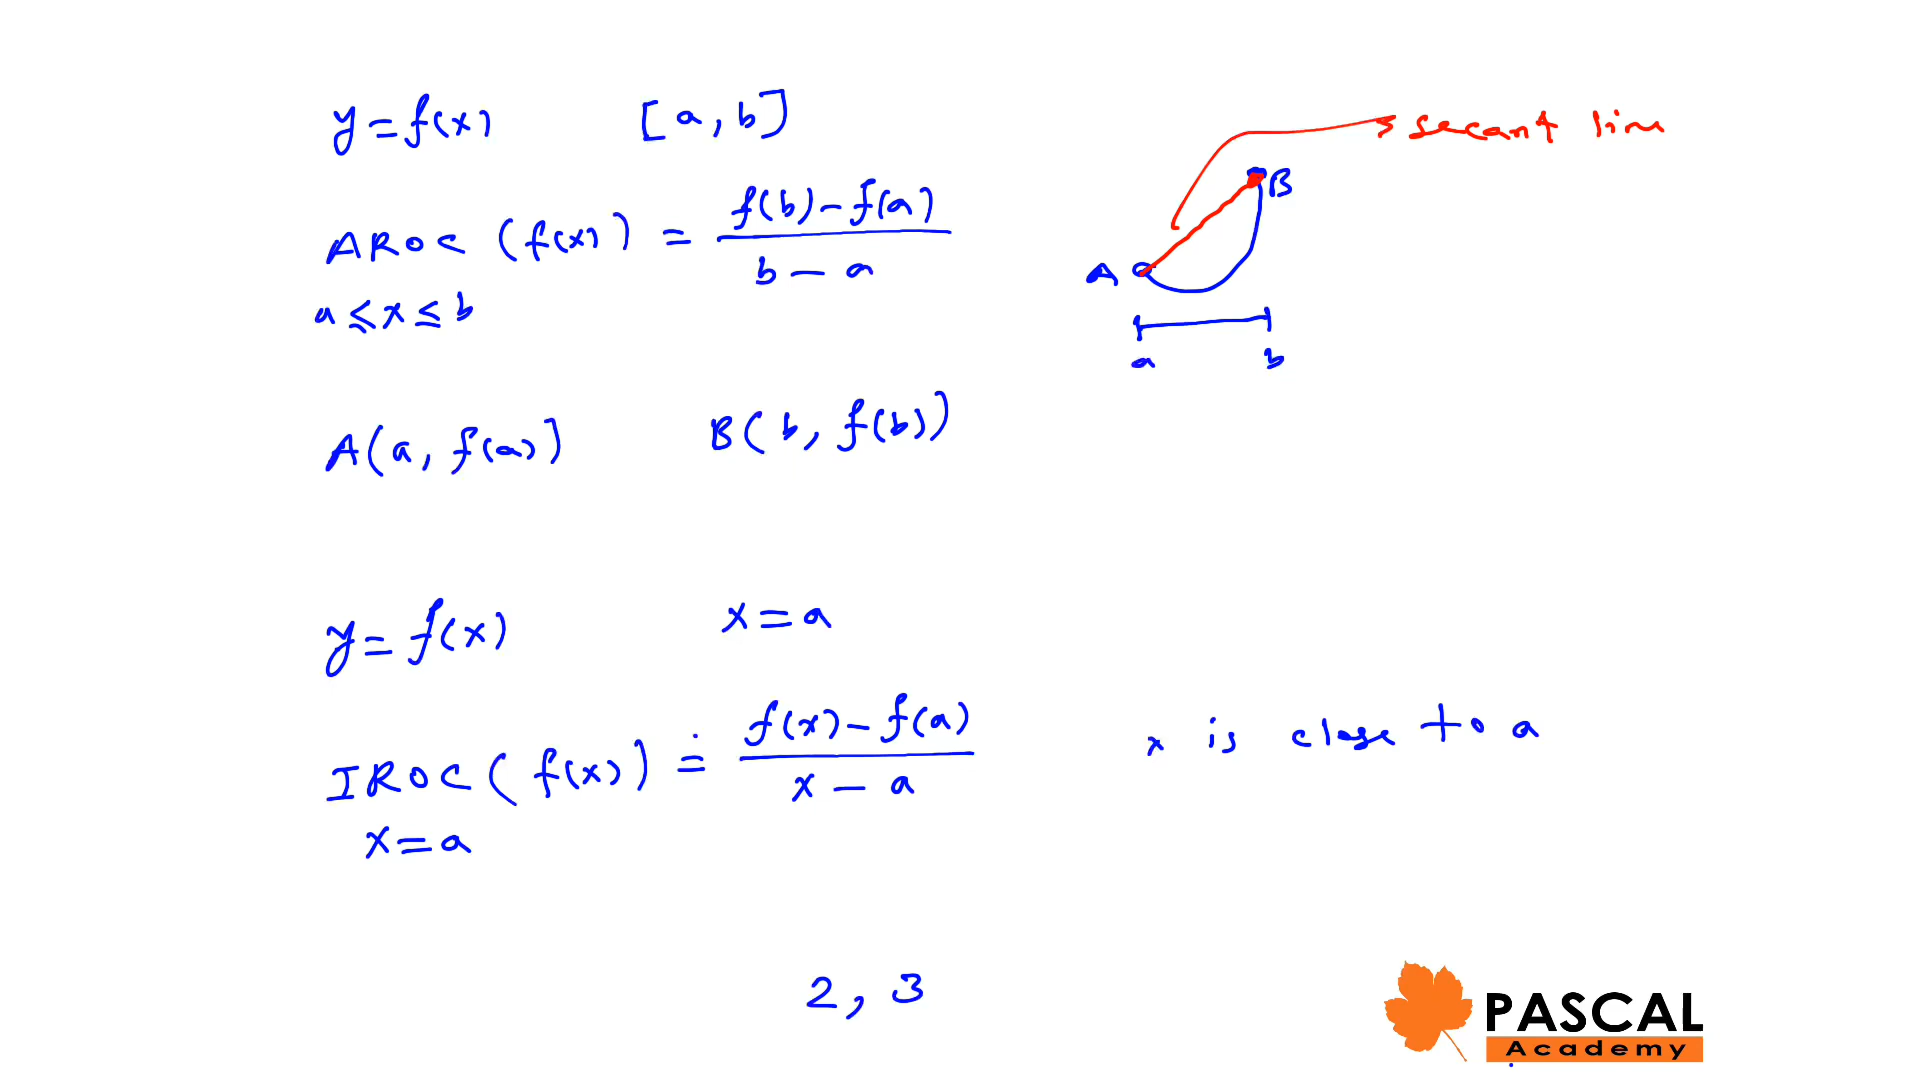 y = f(x) [a, b]
secant line
AROC (f(x)) = f(b) – f(a) / b – a
a ≤ x ≤ b
B
A
a b
A(a, f(a)) B(b, f(b))
y = f(x) x = a
IROC (f(x)) ≐ f(x) – f(a) / x – a x is close to a
x = a
2, 3
PASCAL
Academy